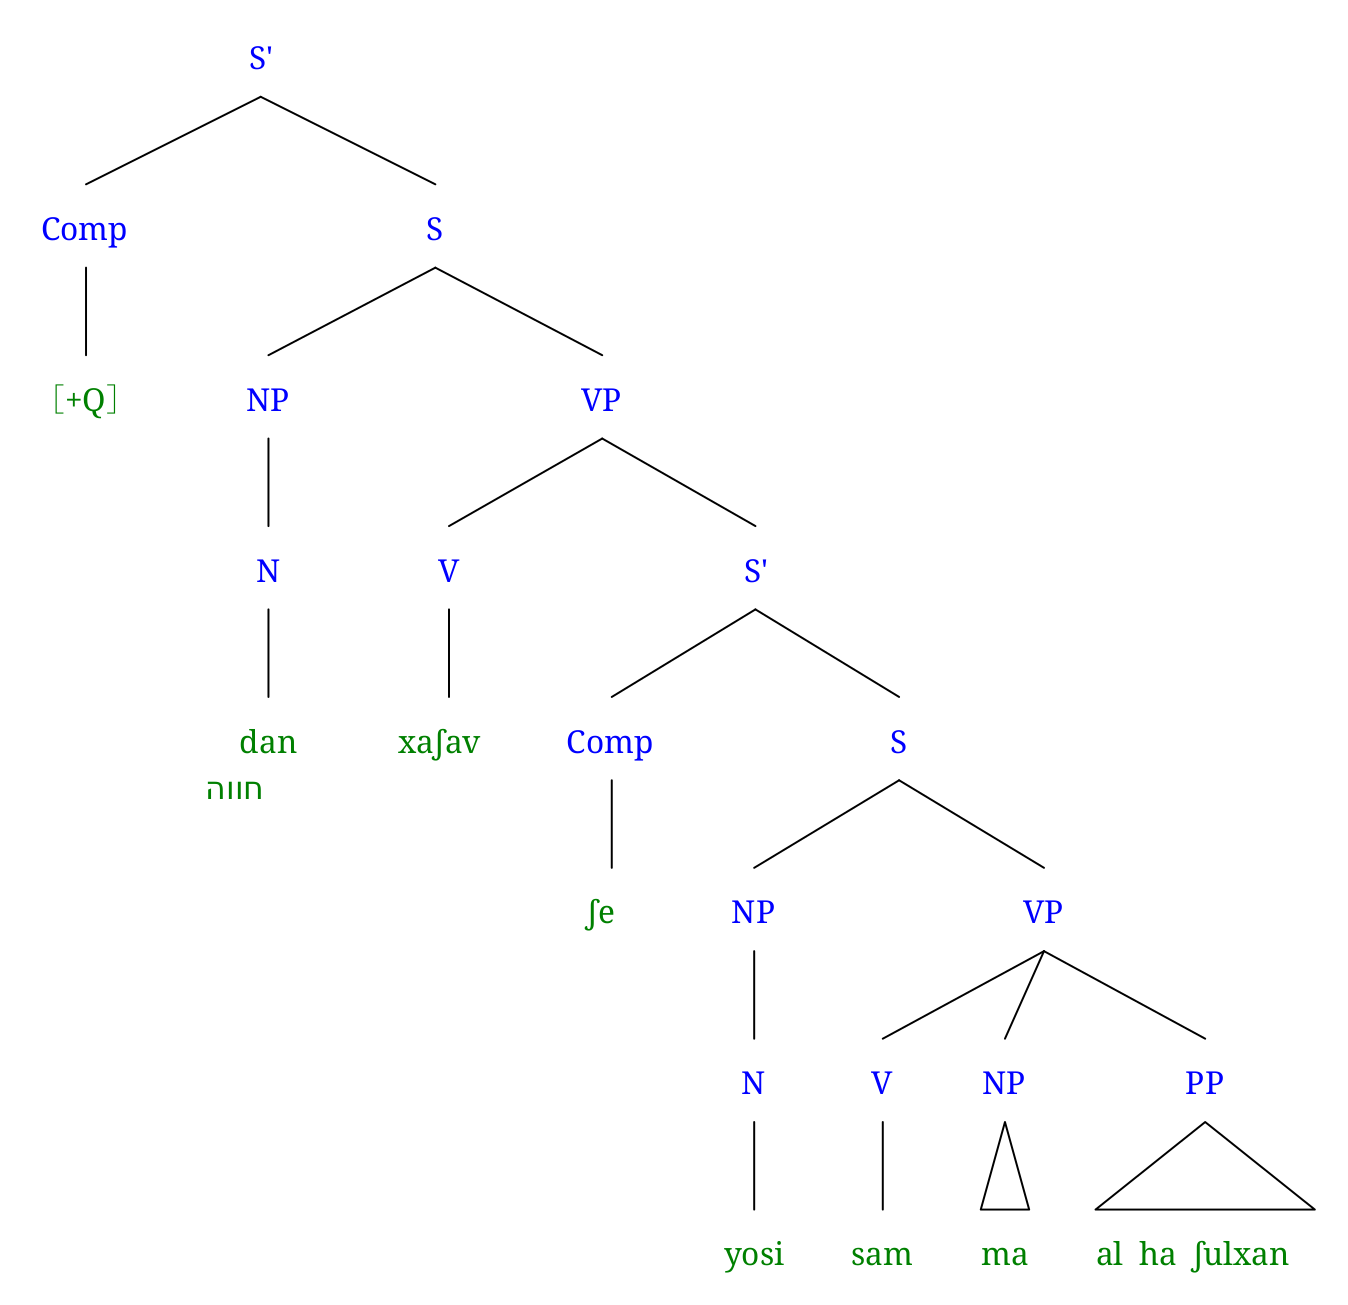 S'
Comp S
[+Q] NP VP
N V S'
dan xaʃav Comp S
חווה
ʃe NP VP
N V NP PP
yosi sam ma al ha ʃulxan